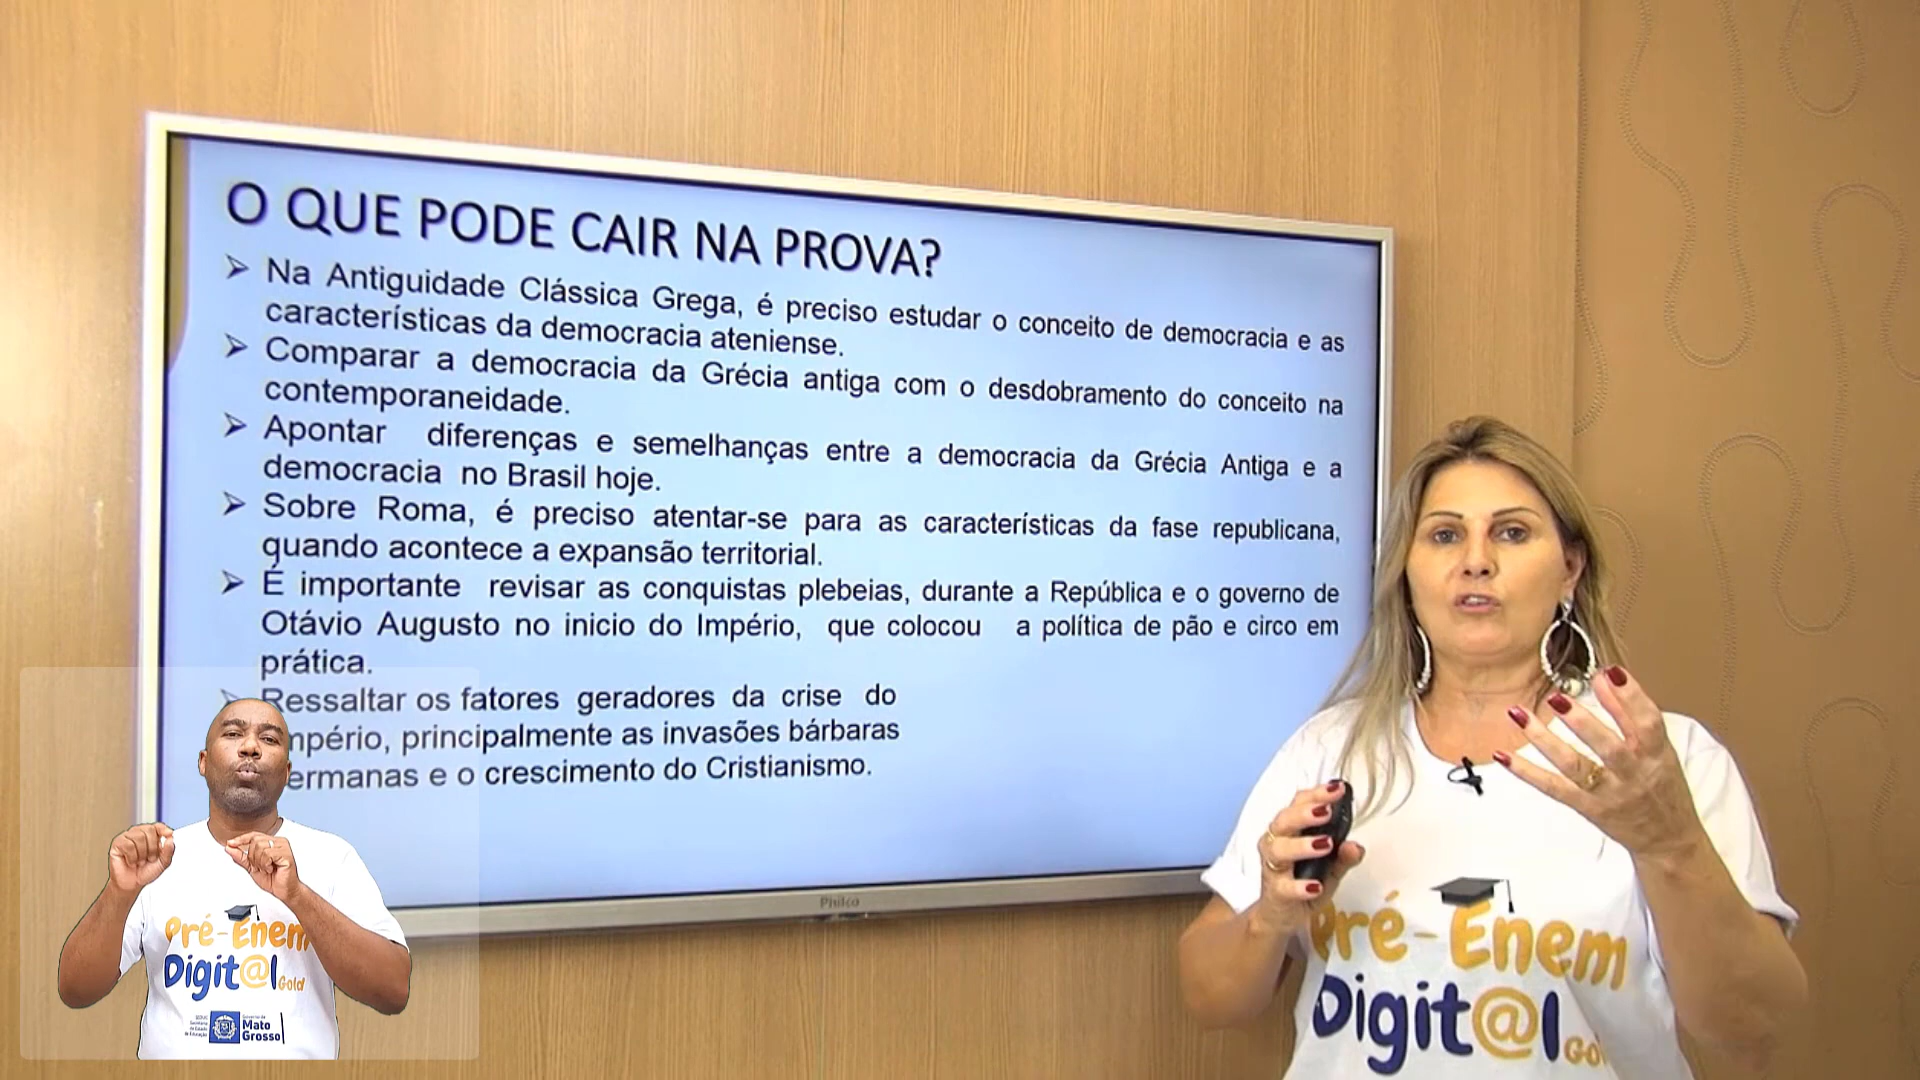 O QUE PODE CAIR NA PROVA?
➢ Na Antiguidade Clássica Grega, é preciso estudar o conceito de democracia e as
características da democracia ateniense.
➢ Comparar a democracia da Grécia antiga com o desdobramento do conceito na
contemporaneidade.
➢ Apontar diferenças e semelhanças entre a democracia da Grécia Antiga e a
democracia no Brasil hoje.
➢ Sobre Roma, é preciso atentar-se para as características da fase republicana,
quando acontece a expansão territorial.
➢ É importante revisar as conquistas plebeias, durante a República e o governo de
Otávio Augusto no inicio do Império, que colocou a política de pão e circo em
prática.
➢ Ressaltar os fatores geradores da crise do
mpério, principalmente as invasões bárbaras
ermanas e o crescimento do Cristianismo.
Philco
Pré-Enem
Digit@l
Gold
Mato
Grosso
Pré-Enem
Digit@l